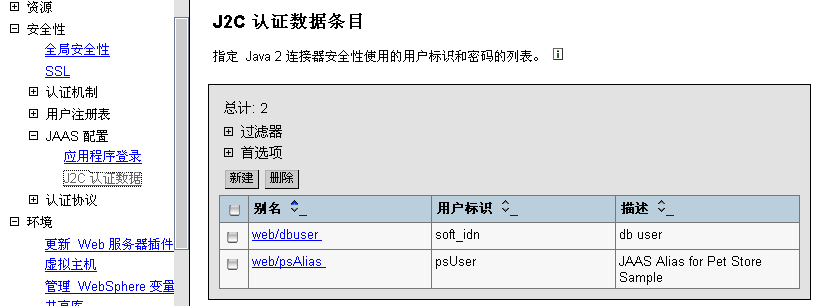 资源
安全性
全局安全性
SSL
认证机制
用户注册表
JAAS 配置
应用程序登录
J2C 认证数据
认证协议
环境
更新 Web 服务器插件
虚拟主机
管理 WebSphere 变量
共享库
J2C 认证数据条目
指定 Java 2 连接器安全性使用的用户标识和密码的列表。 i
总计: 2
过滤器
首选项
新建 删除
别名 用户标识 描述
web/dbuser soft_idn db user
web/psAlias psUser JAAS Alias for Pet Store
Sample